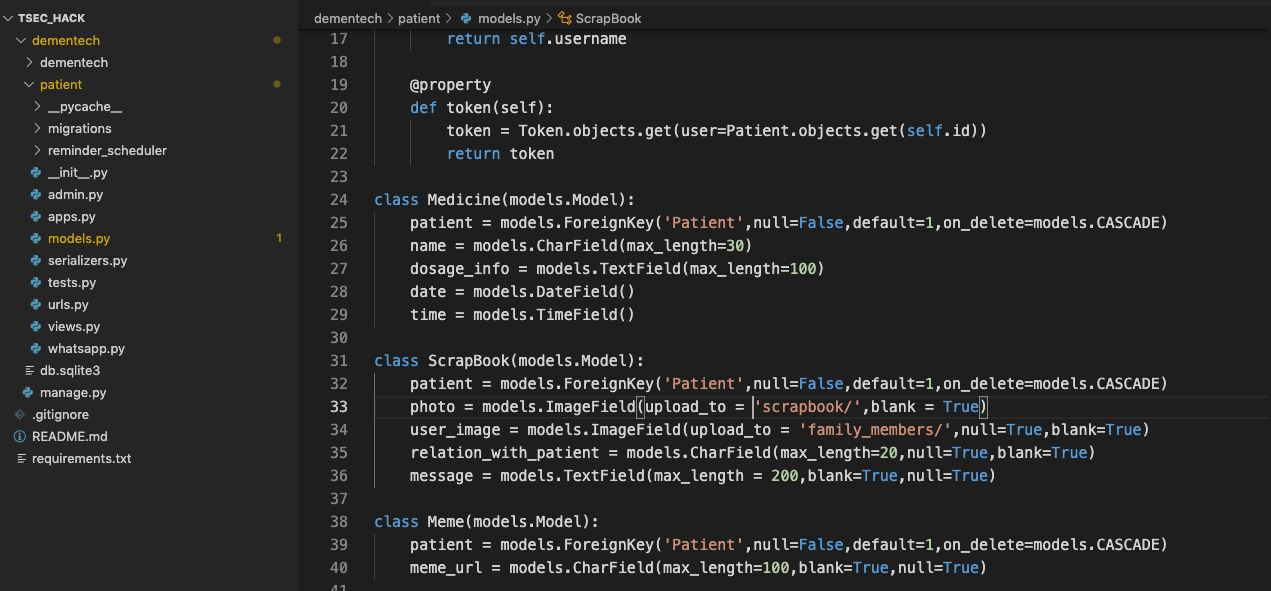 TSEC_HACK
dementech
dementech
patient
__pycache__
migrations
reminder_scheduler
__init__.py
admin.py
apps.py
models.py 1
serializers.py
tests.py
urls.py
views.py
whatsapp.py
db.sqlite3
manage.py
.gitignore
README.md
requirements.txt
dementech > patient > models.py > ScrapBook
17 return self.username
18
19 @property
20 def token(self):
21 token = Token.objects.get(user=Patient.objects.get(self.id))
22 return token
23
24 class Medicine(models.Model):
25 patient = models.ForeignKey('Patient',null=False,default=1,on_delete=models.CASCADE)
26 name = models.CharField(max_length=30)
27 dosage_info = models.TextField(max_length=100)
28 date = models.DateField()
29 time = models.TimeField()
30
31 class ScrapBook(models.Model):
32 patient = models.ForeignKey('Patient',null=False,default=1,on_delete=models.CASCADE)
33 photo = models.ImageField(upload_to = 'scrapbook/',blank = True)
34 user_image = models.ImageField(upload_to = 'family_members/',null=True,blank=True)
35 relation_with_patient = models.CharField(max_length=20,null=True,blank=True)
36 message = models.TextField(max_length = 200,blank=True,null=True)
37
38 class Meme(models.Model):
39 patient = models.ForeignKey('Patient',null=False,default=1,on_delete=models.CASCADE)
40 meme_url = models.CharField(max_length=100,blank=True,null=True)
41